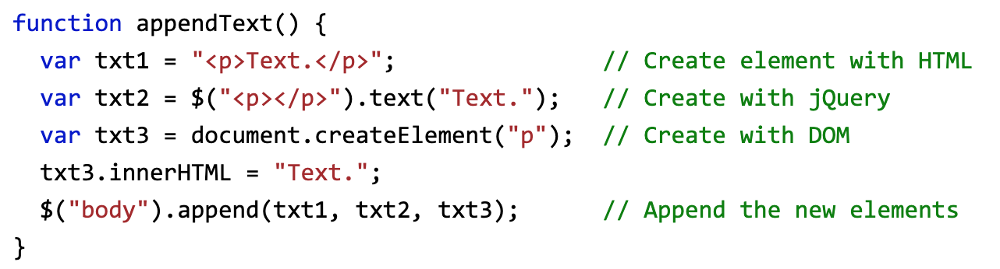 function appendText() {
  var txt1 = "<p>Text.</p>";               // Create element with HTML
  var txt2 = $("<p></p>").text("Text.");   // Create with jQuery
  var txt3 = document.createElement("p");  // Create with DOM
  txt3.innerHTML = "Text.";
  $("body").append(txt1, txt2, txt3);      // Append the new elements
}